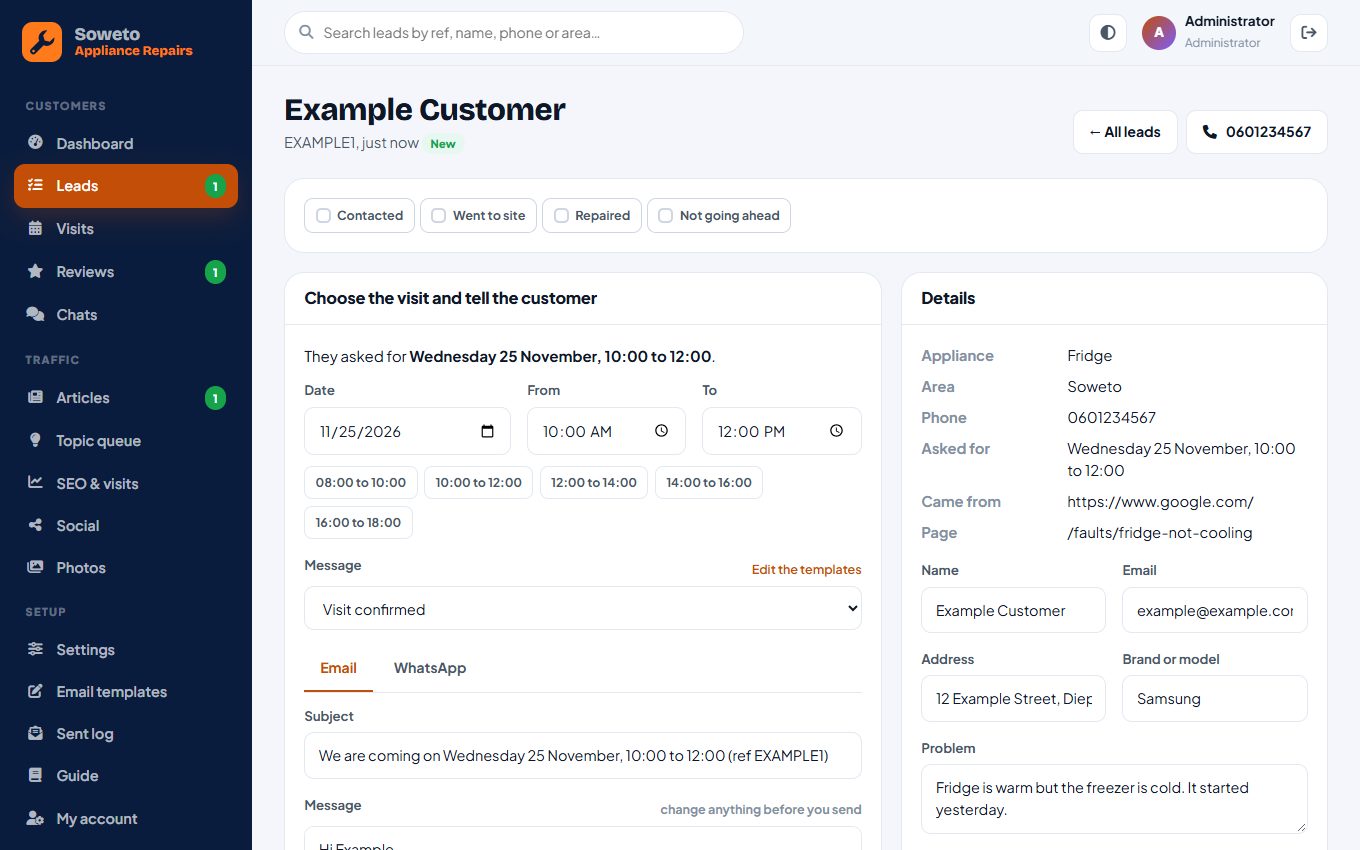 Soweto
Appliance Repairs
CUSTOMERS
Dashboard
Leads 1
Visits
Reviews 1
Chats
TRAFFIC
Articles 1
Topic queue
SEO & visits
Social
Photos
SETUP
Settings
Email templates
Sent log
Guide
My account
Search leads by ref, name, phone or area...
A
Administrator
Administrator
Example Customer
EXAMPLE1, just now New
← All leads
0601234567
Contacted
Went to site
Repaired
Not going ahead
Choose the visit and tell the customer
They asked for Wednesday 25 November, 10:00 to 12:00.
Date From To
11/25/2026 10:00 AM 12:00 PM
08:00 to 10:00 10:00 to 12:00 12:00 to 14:00 14:00 to 16:00
16:00 to 18:00
Message Edit the templates
Visit confirmed
Email WhatsApp
Subject
We are coming on Wednesday 25 November, 10:00 to 12:00 (ref EXAMPLE1)
Message change anything before you send
Hi Example
Details
Appliance Fridge
Area Soweto
Phone 0601234567
Asked for Wednesday 25 November, 10:00
to 12:00
Came from https://www.google.com/
Page /faults/fridge-not-cooling
Name Email
Example Customer example@example.cor
Address Brand or model
12 Example Street, Diep Samsung
Problem
Fridge is warm but the freezer is cold. It started
yesterday.